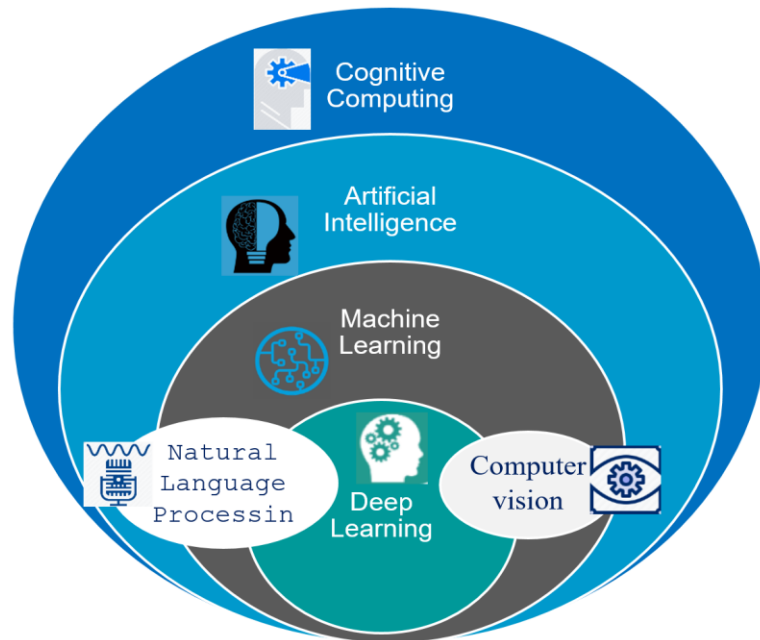 Cognitive
Computing
Artificial
Intelligence
Machine
Learning
Natural
Language
Processin
Computer
vision
Deep
Learning